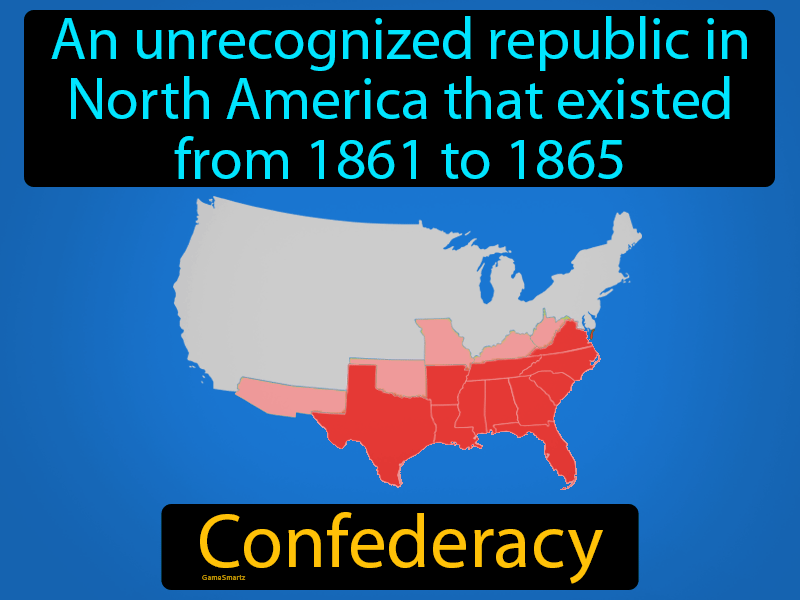 An unrecognized republic in
North America that existed
from 1861 to 1865
Confederacy
GameSmartz